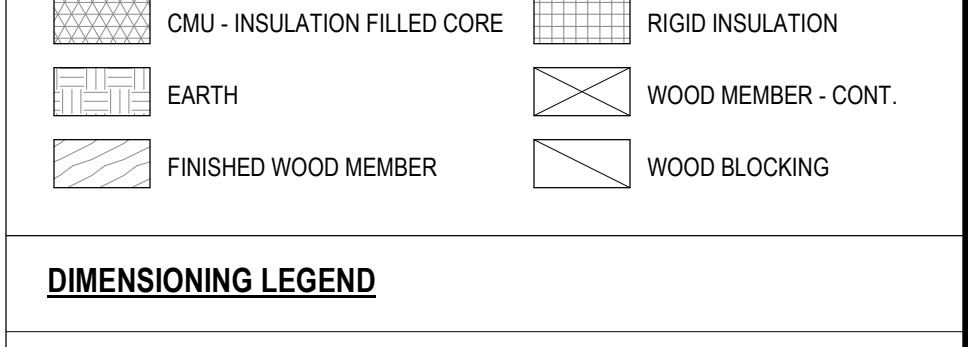 CMU - INSULATION FILLED CORE
RIGID INSULATION
EARTH
WOOD MEMBER - CONT.
FINISHED WOOD MEMBER
WOOD BLOCKING
DIMENSIONING LEGEND